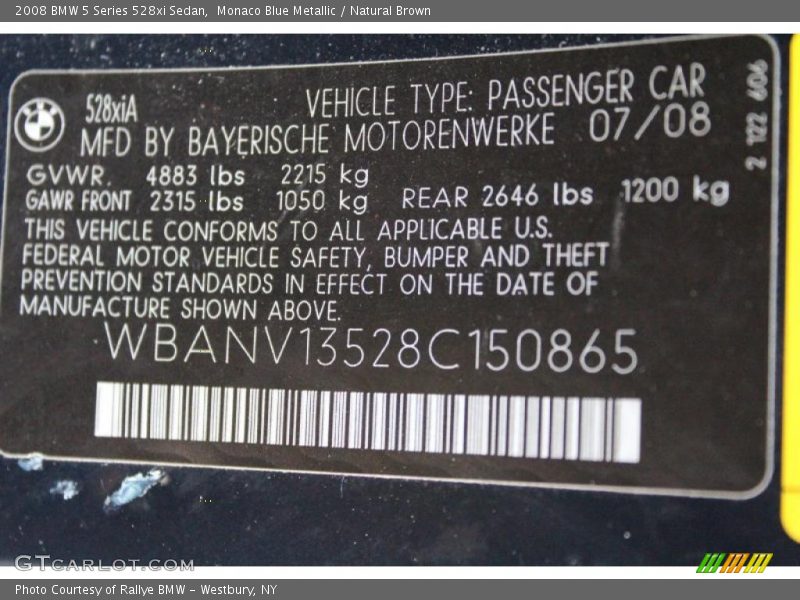 2008 BMW 5 Series 528xi Sedan, Monaco Blue Metallic / Natural Brown
528xiA VEHICLE TYPE: PASSENGER CAR
MFD BY BAYERISCHE MOTORENWERKE 07/08
GVWR. 4883 lbs 2215 kg
GAWR FRONT 2315 lbs 1050 kg REAR 2646 lbs 1200 kg
THIS VEHICLE CONFORMS TO ALL APPLICABLE U.S.
FEDERAL MOTOR VEHICLE SAFETY, BUMPER AND THEFT
PREVENTION STANDARDS IN EFFECT ON THE DATE OF
MANUFACTURE SHOWN ABOVE.
WBANV13528C150865
2 122 606
GTCARLOT.COM
Photo Courtesy of Rallye BMW - Westbury, NY